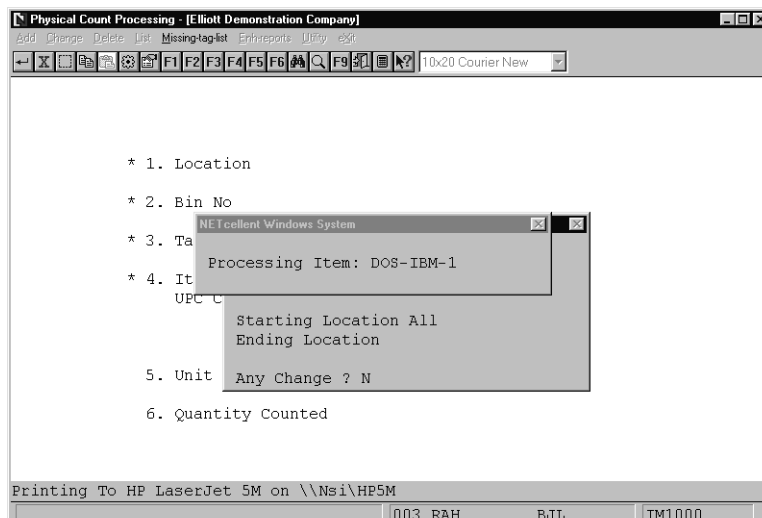 Physical Count Processing - [Elliott Demonstration Company]
Add Change Delete List Missing-tag-list Enh-reports Utility eXit
X F1 F2 F3 F4 F5 F6 F9 10x20 Courier New
* 1. Location
* 2. Bin No
NETcellent Windows System
* 3. Ta
Processing Item: DOS-IBM-1
* 4. It
UPC C
Starting Location All
Ending Location
5. Unit
Any Change ? N
6. Quantity Counted
Printing To HP LaserJet 5M on \\Nsi\HP5M
003 RAH BJL TM1000